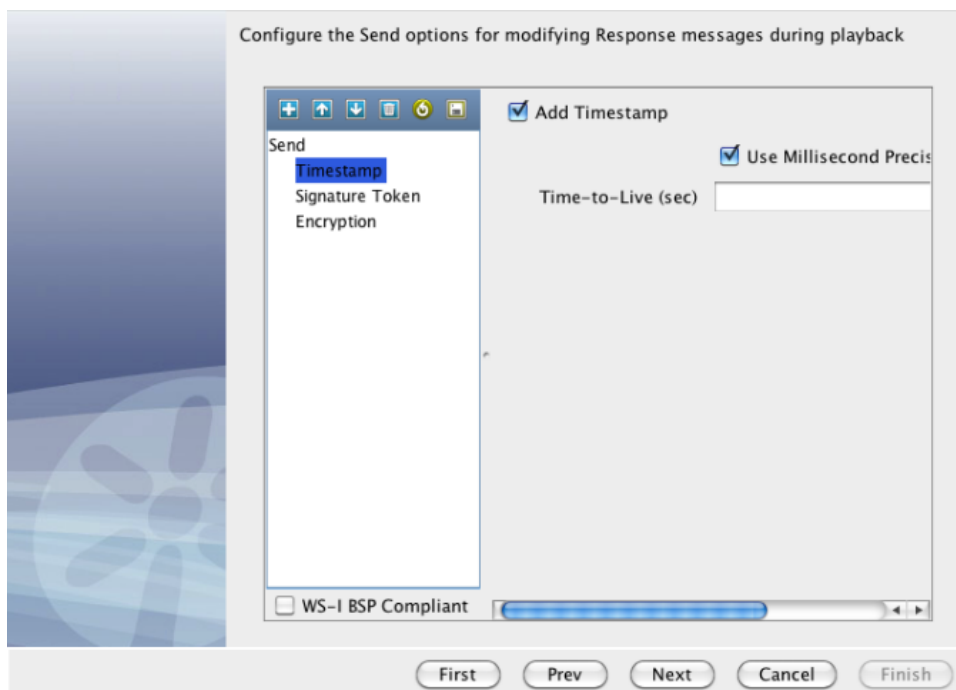 Configure the Send options for modifying Response messages during playback
Add Timestamp
Send
Use Millisecond Precis
Timestamp
Signature Token
Time-to-Live (sec)
Encryption
WS-I BSP Compliant
First
Prev
Next
Cancel
Finish